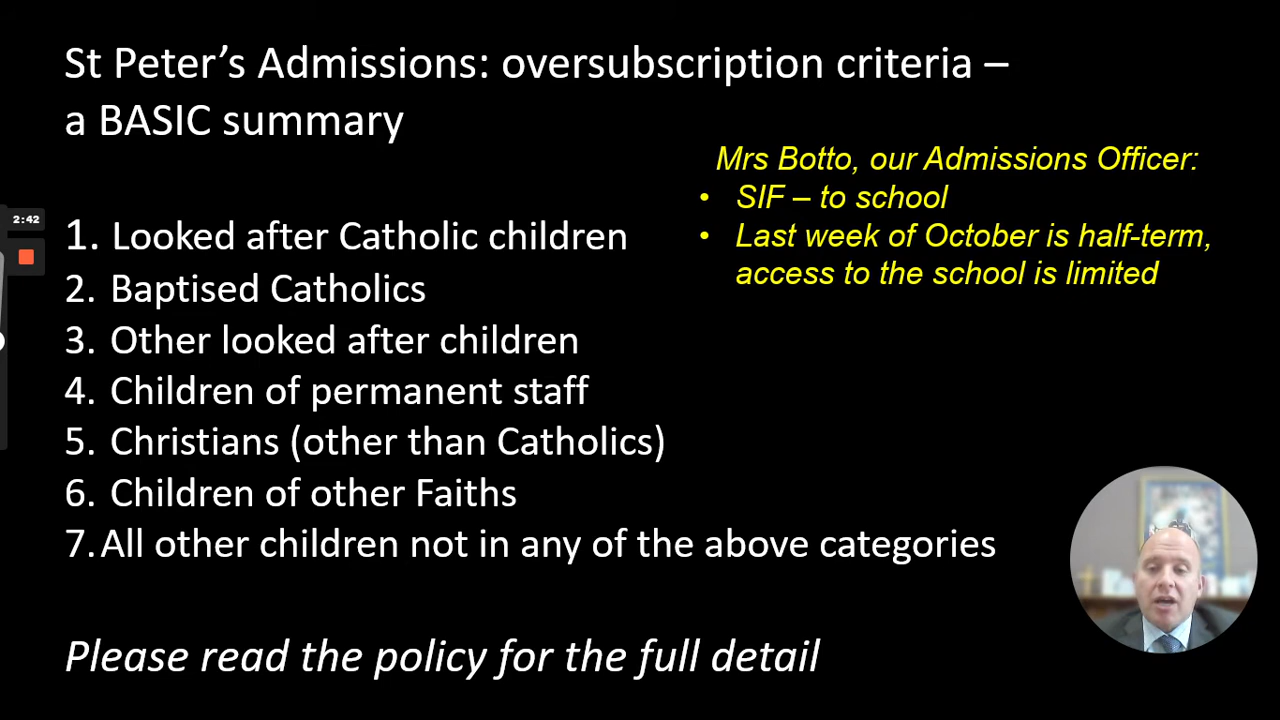 St Peter’s Admissions: oversubscription criteria –
a BASIC summary
Mrs Botto, our Admissions Officer:
• SIF – to school
• Last week of October is half-term,
access to the school is limited
2:42
1. Looked after Catholic children
2. Baptised Catholics
3. Other looked after children
4. Children of permanent staff
5. Christians (other than Catholics)
6. Children of other Faiths
7. All other children not in any of the above categories
Please read the policy for the full detail